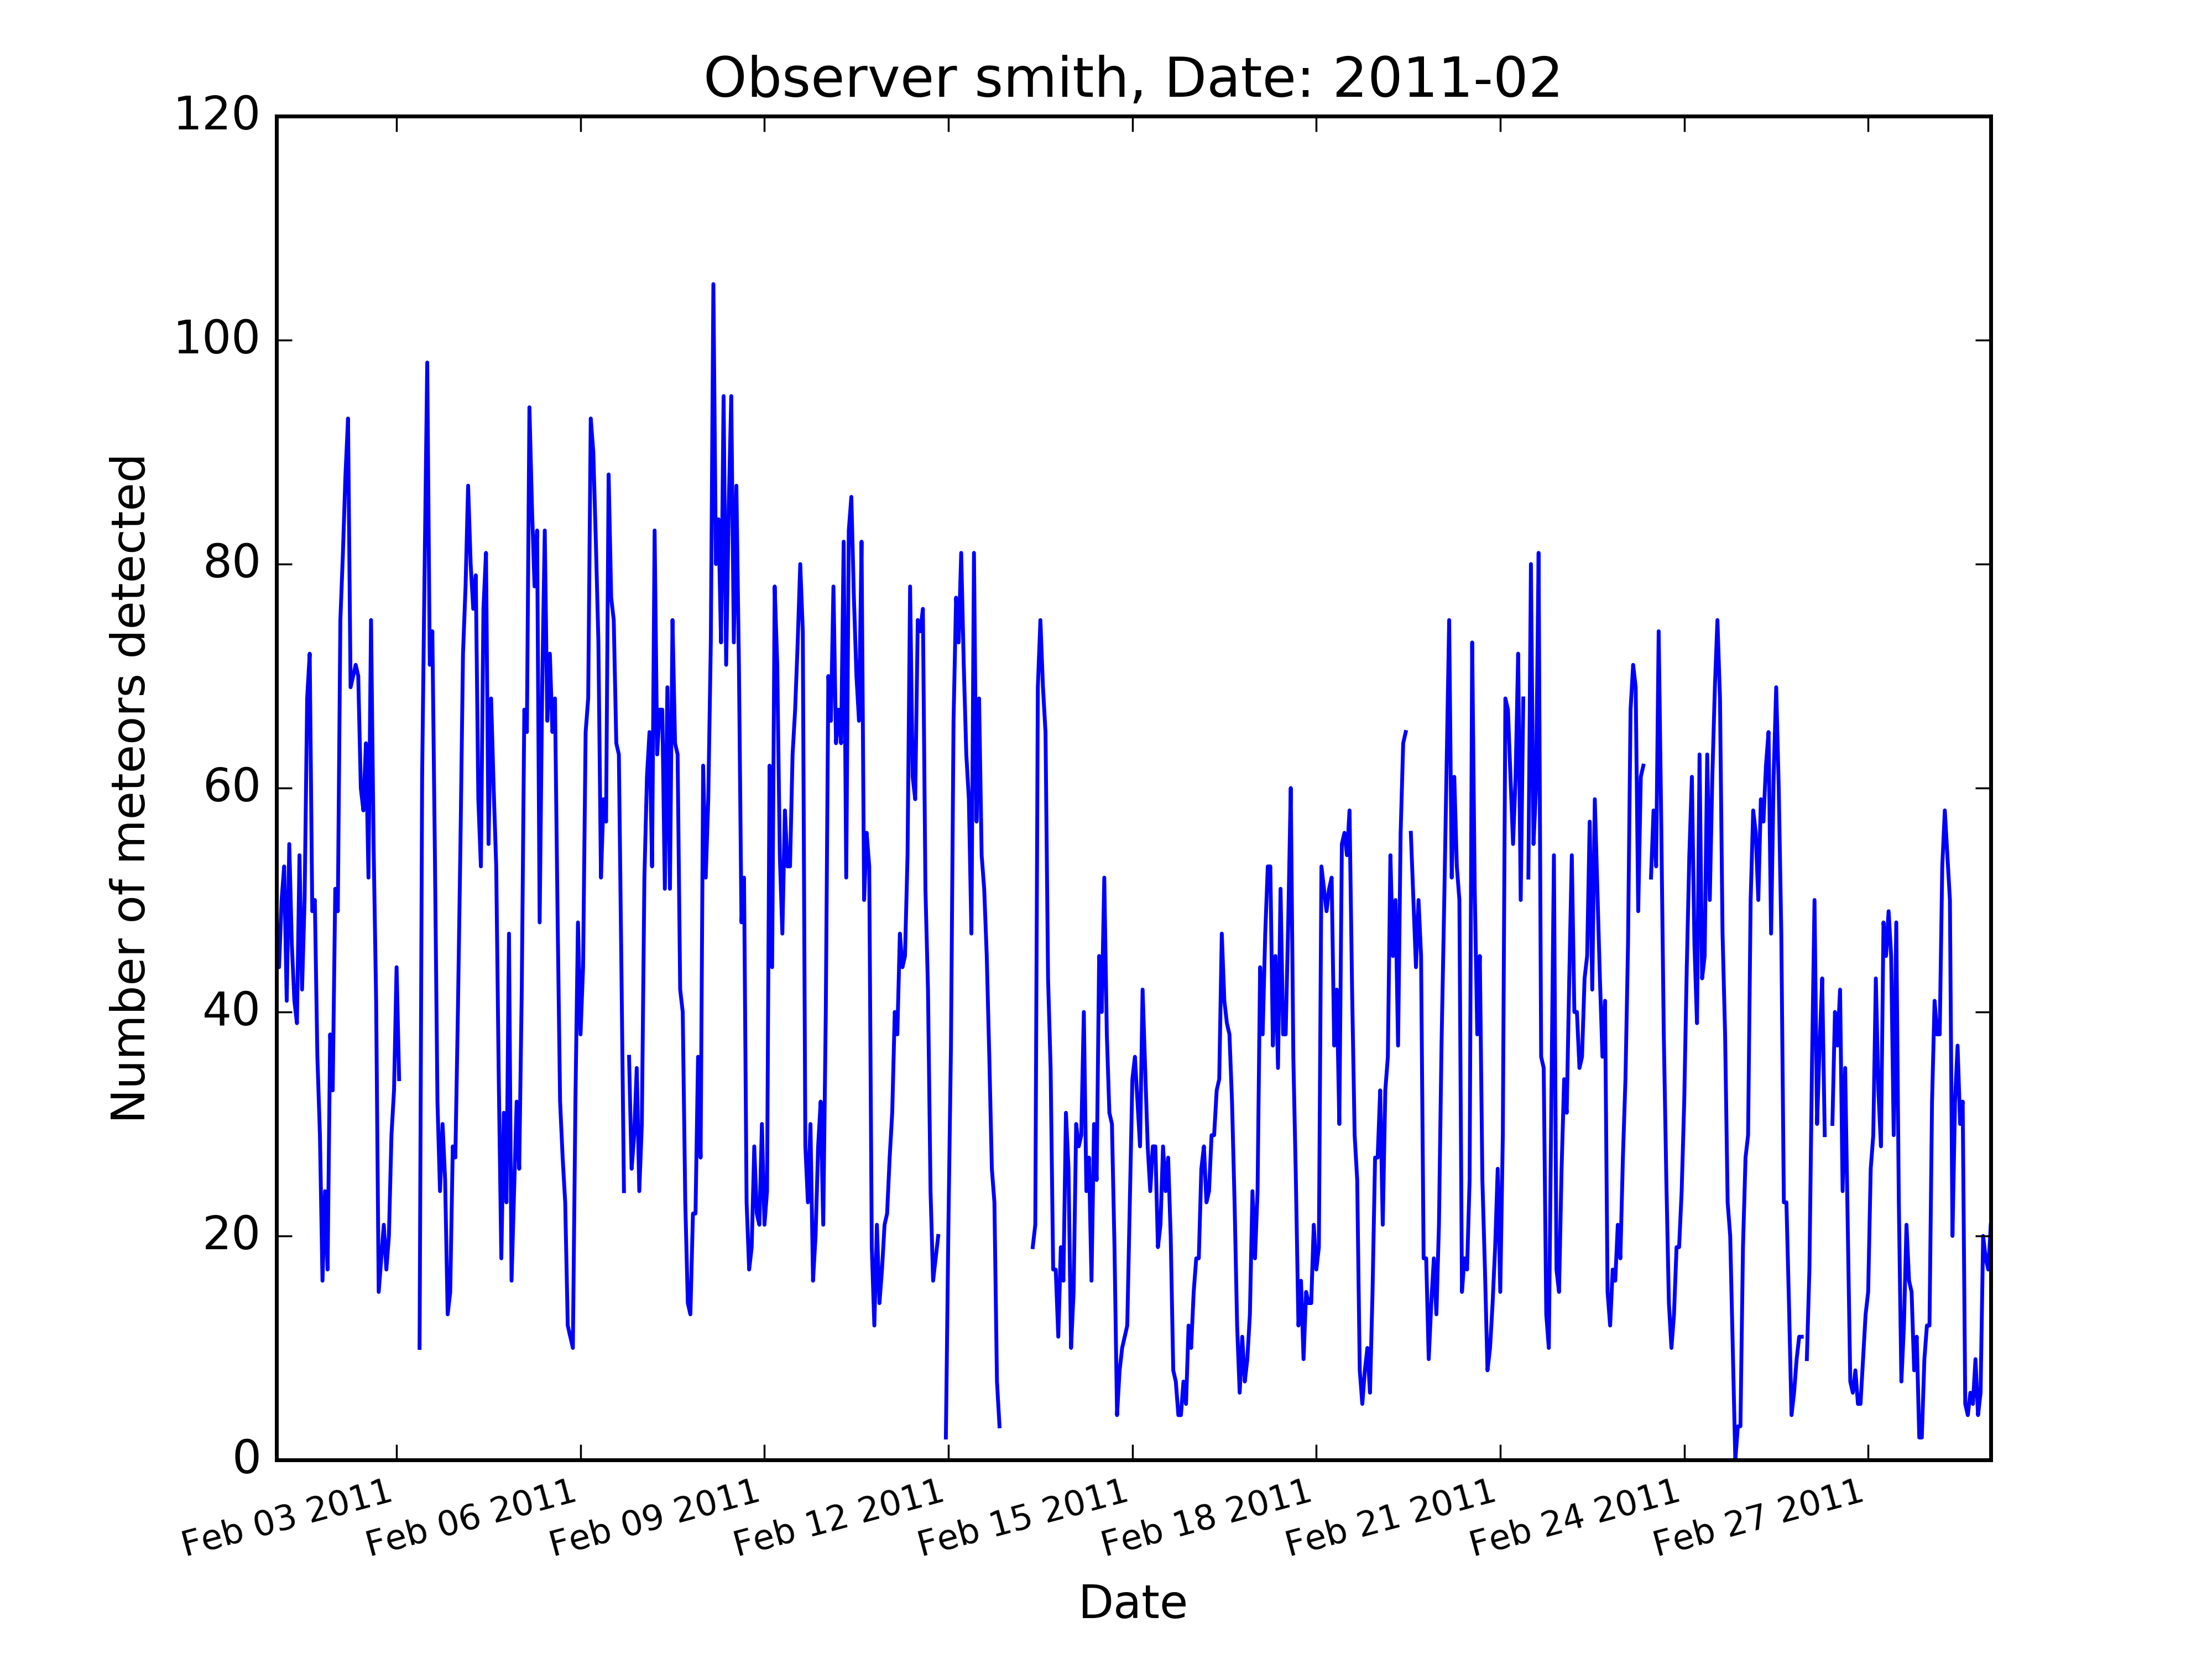 Observer smith, Date: 2011-02
120
100
80
60
40
20
0
Number of meteors detected
Feb 03 2011
Feb 06 2011
Feb 09 2011
Feb 12 2011
Feb 15 2011
Feb 18 2011
Feb 21 2011
Feb 24 2011
Feb 27 2011
Date